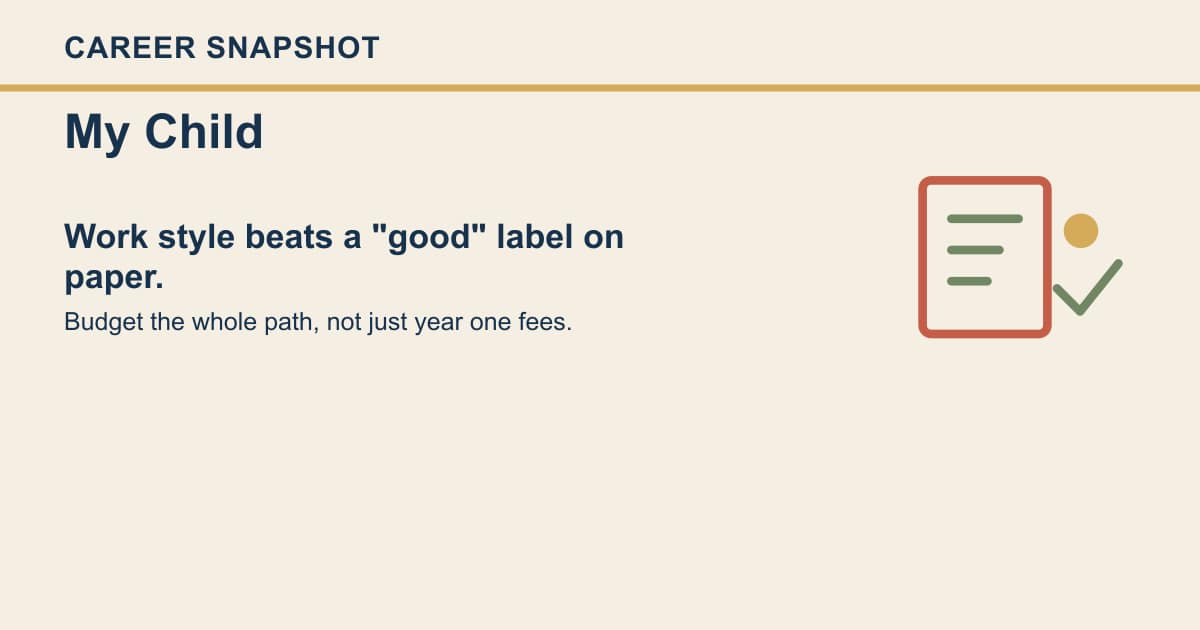 CAREER SNAPSHOT
My Child
Work style beats a "good" label on
paper.
Budget the whole path, not just year one fees.